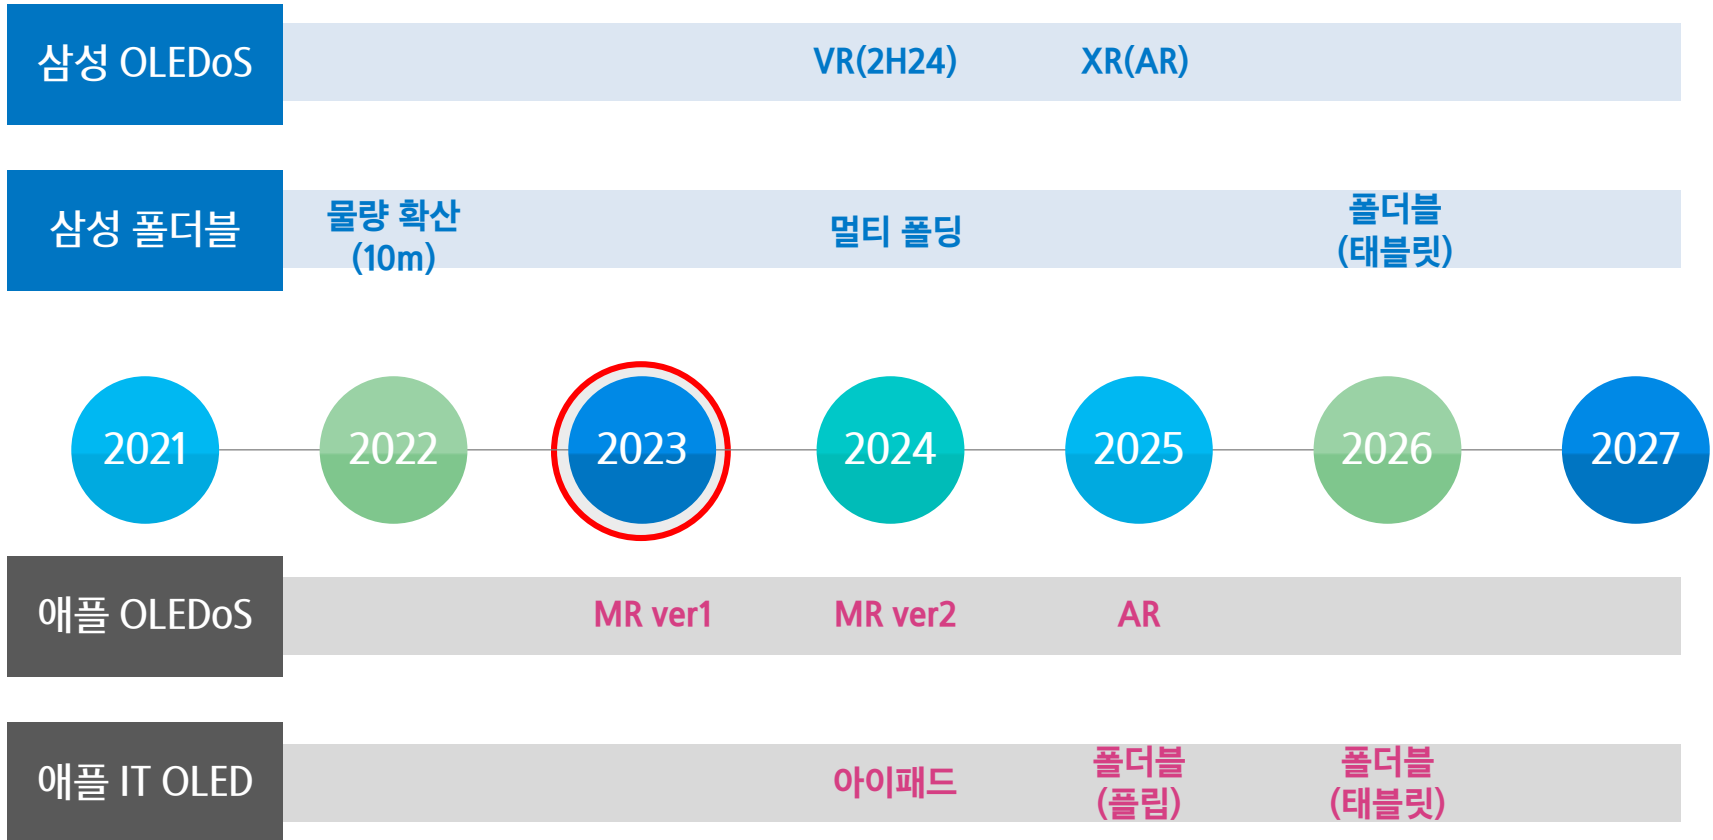 삼성 OLEDoS
VR(2H24)
XR(AR)
삼성 폴더블
물량 확산
(10m)
멀티 폴딩
폴더블
(태블릿)
2021
2022
2023
2024
2025
2026
2027
애플 OLEDoS
MR ver1
MR ver2
AR
애플 IT OLED
아이패드
폴더블
(플립)
폴더블
(태블릿)